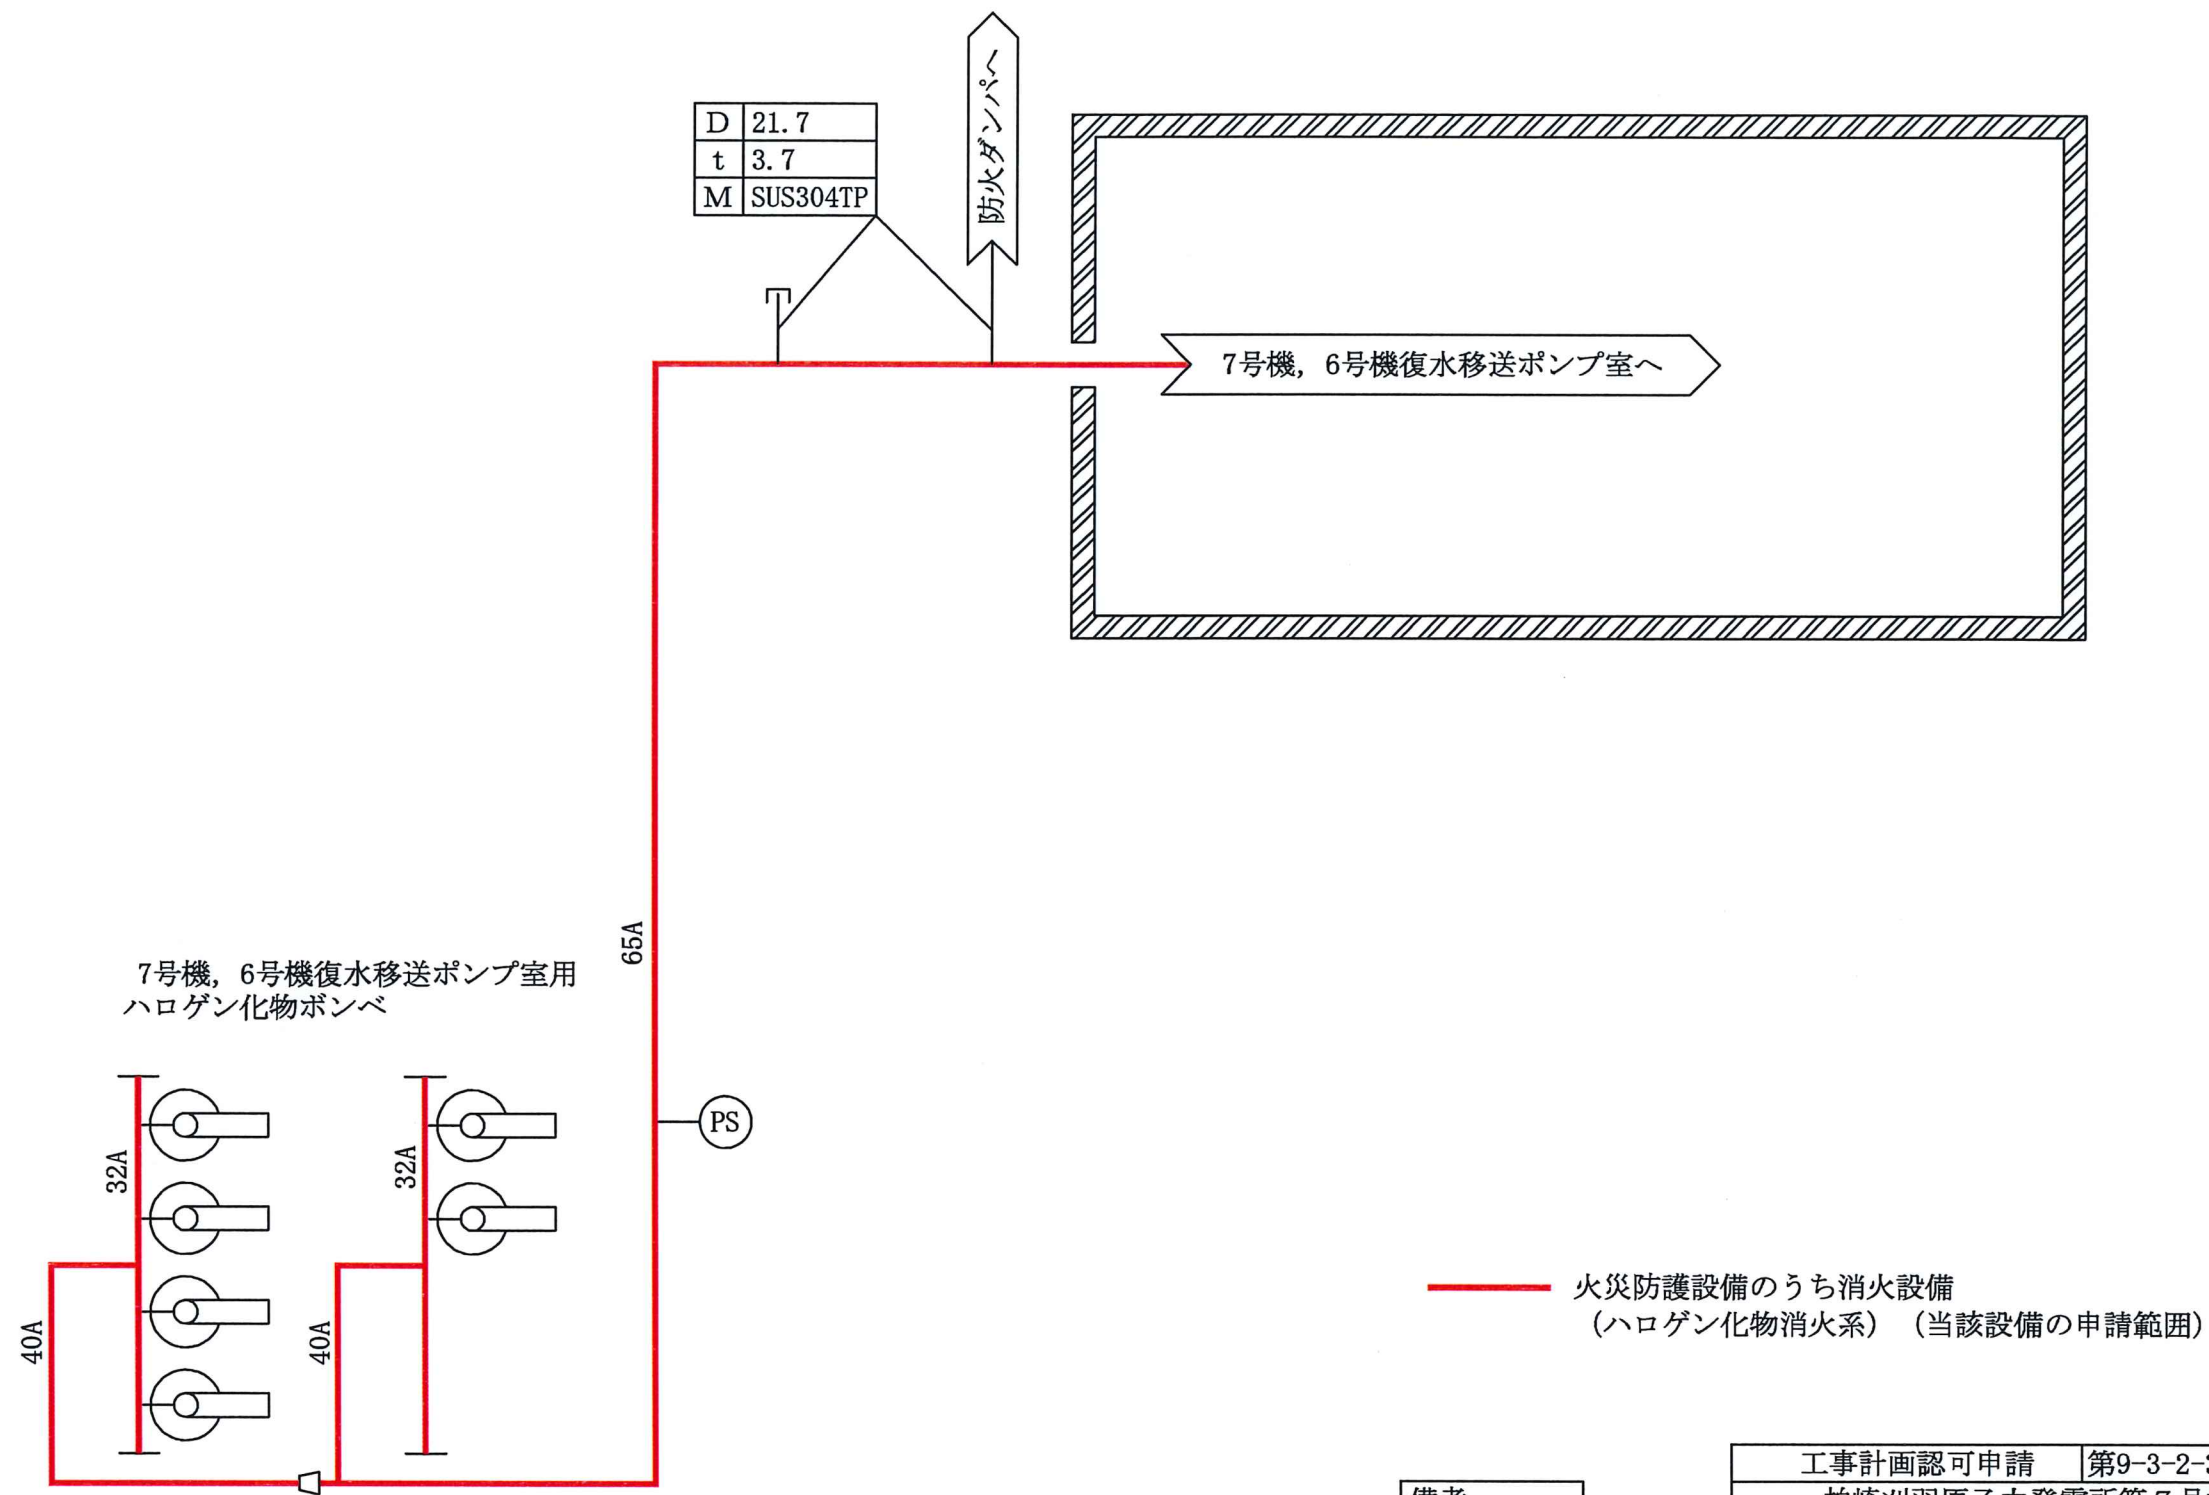 防火ダンパへ
D 21.7
t 3.7
M SUS304TP
7号機，6号機復水移送ポンプ室へ
65A
7号機，6号機復水移送ポンプ室用
ハロゲン化物ボンベ
PS
32A
32A
40A
40A
火災防護設備のうち消火設備
（ハロゲン化物消火系）（当該設備の申請範囲）
工事計画認可申請 第9-3-2-